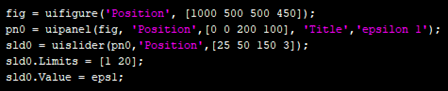 fig = uifigure('Position', [1000 500 500 450]);
pn0 = uipanel(fig, 'Position',[0 0 200 100], 'Title','epsilon 1');
sld0 = uislider(pn0,'Position',[25 50 150 3]);
sld0.Limits = [1 20];
sld0.Value = eps1;